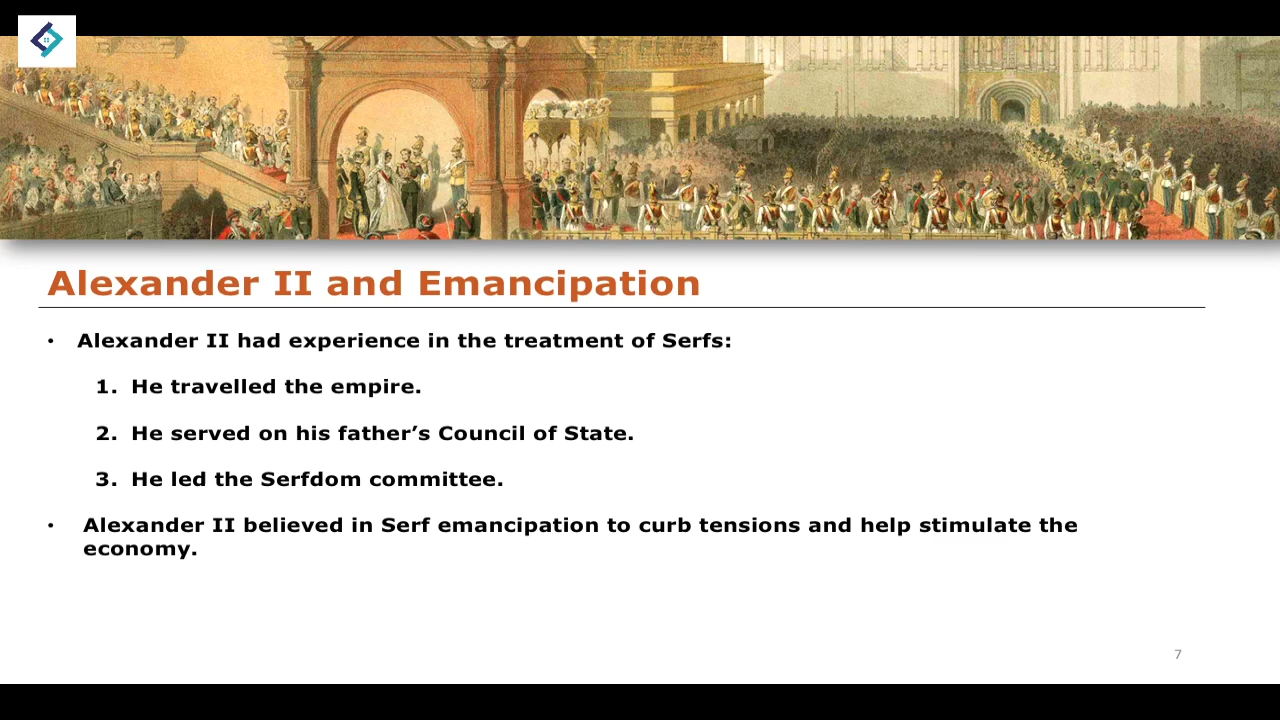 Alexander II and Emancipation
• Alexander II had experience in the treatment of Serfs:
1. He travelled the empire.
2. He served on his father’s Council of State.
3. He led the Serfdom committee.
• Alexander II believed in Serf emancipation to curb tensions and help stimulate the
economy.
7